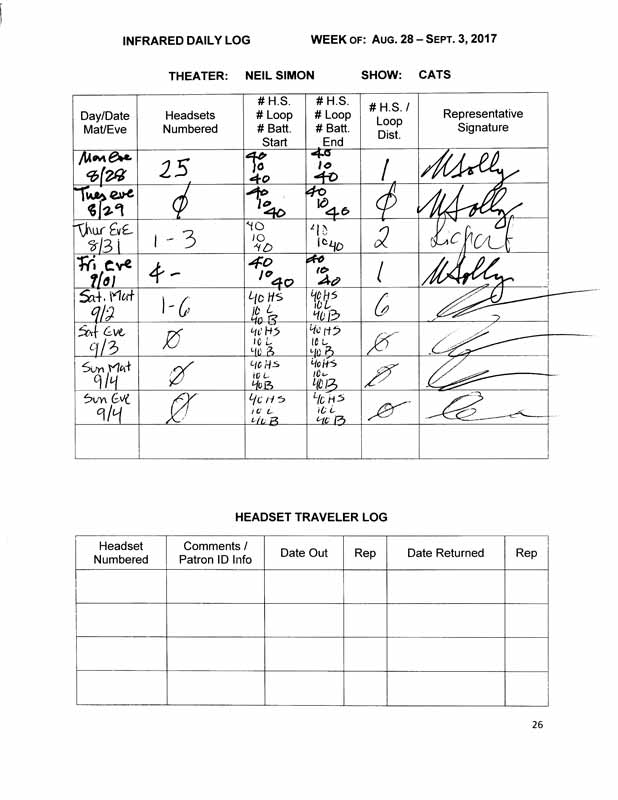 INFRARED DAILY LOG WEEK OF: AUG. 28 – SEPT. 3, 2017
THEATER: NEIL SIMON SHOW: CATS
Day/Date Mat/Eve
Headsets Numbered
# H.S. # Loop # Batt. Start
# H.S. # Loop # Batt. End
# H.S. / Loop Dist.
Representative Signature
Mon eve 8/28 25 40 10 40 40 10 40 1 MSolly
Tues eve 8/29 Ø 40 10 40 40 10 40 Ø MSolly
Thur EvE 8/31 1-3 40 10 40 40 10 40 2
Fri eve 9/01 4- 40 10 40 40 10 40 1 MSolly
Sat. Mat 9/2 1-6 40 HS 10 L 40 B 40 HS 10 L 40 B 6
Sat Eve 9/3 Ø 40 HS 10 L 40 B 40 HS 10 L 40 B Ø
Sun Mat 9/4 Ø 40 HS 10 L 40 B 40 HS 10 L 40 B Ø
Sun Eve 9/4 Ø 40 HS 10 L 40 B 40 HS 10 L 40 B Ø
HEADSET TRAVELER LOG
Headset Numbered
Comments / Patron ID Info
Date Out
Rep
Date Returned
Rep
26